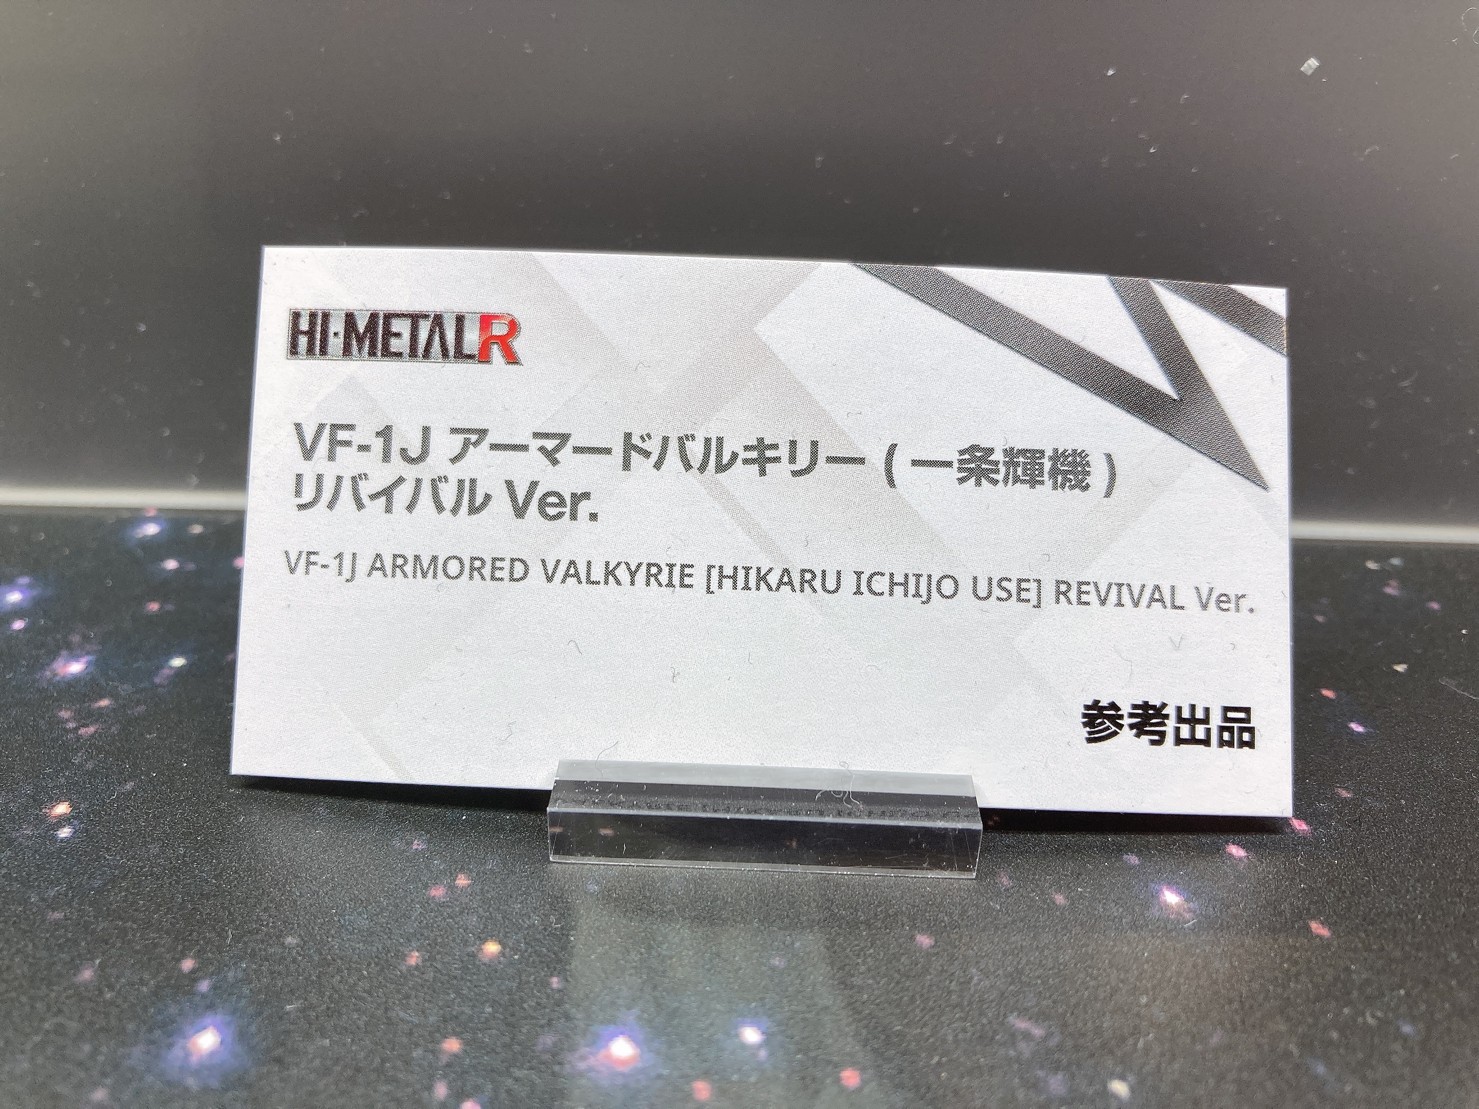 HI-METAL R
VF-1J アーマードバルキリー ( 一条輝機 )
リバイバル Ver.
VF-1J ARMORED VALKYRIE [HIKARU ICHIJO USE] REVIVAL Ver.
参考出品